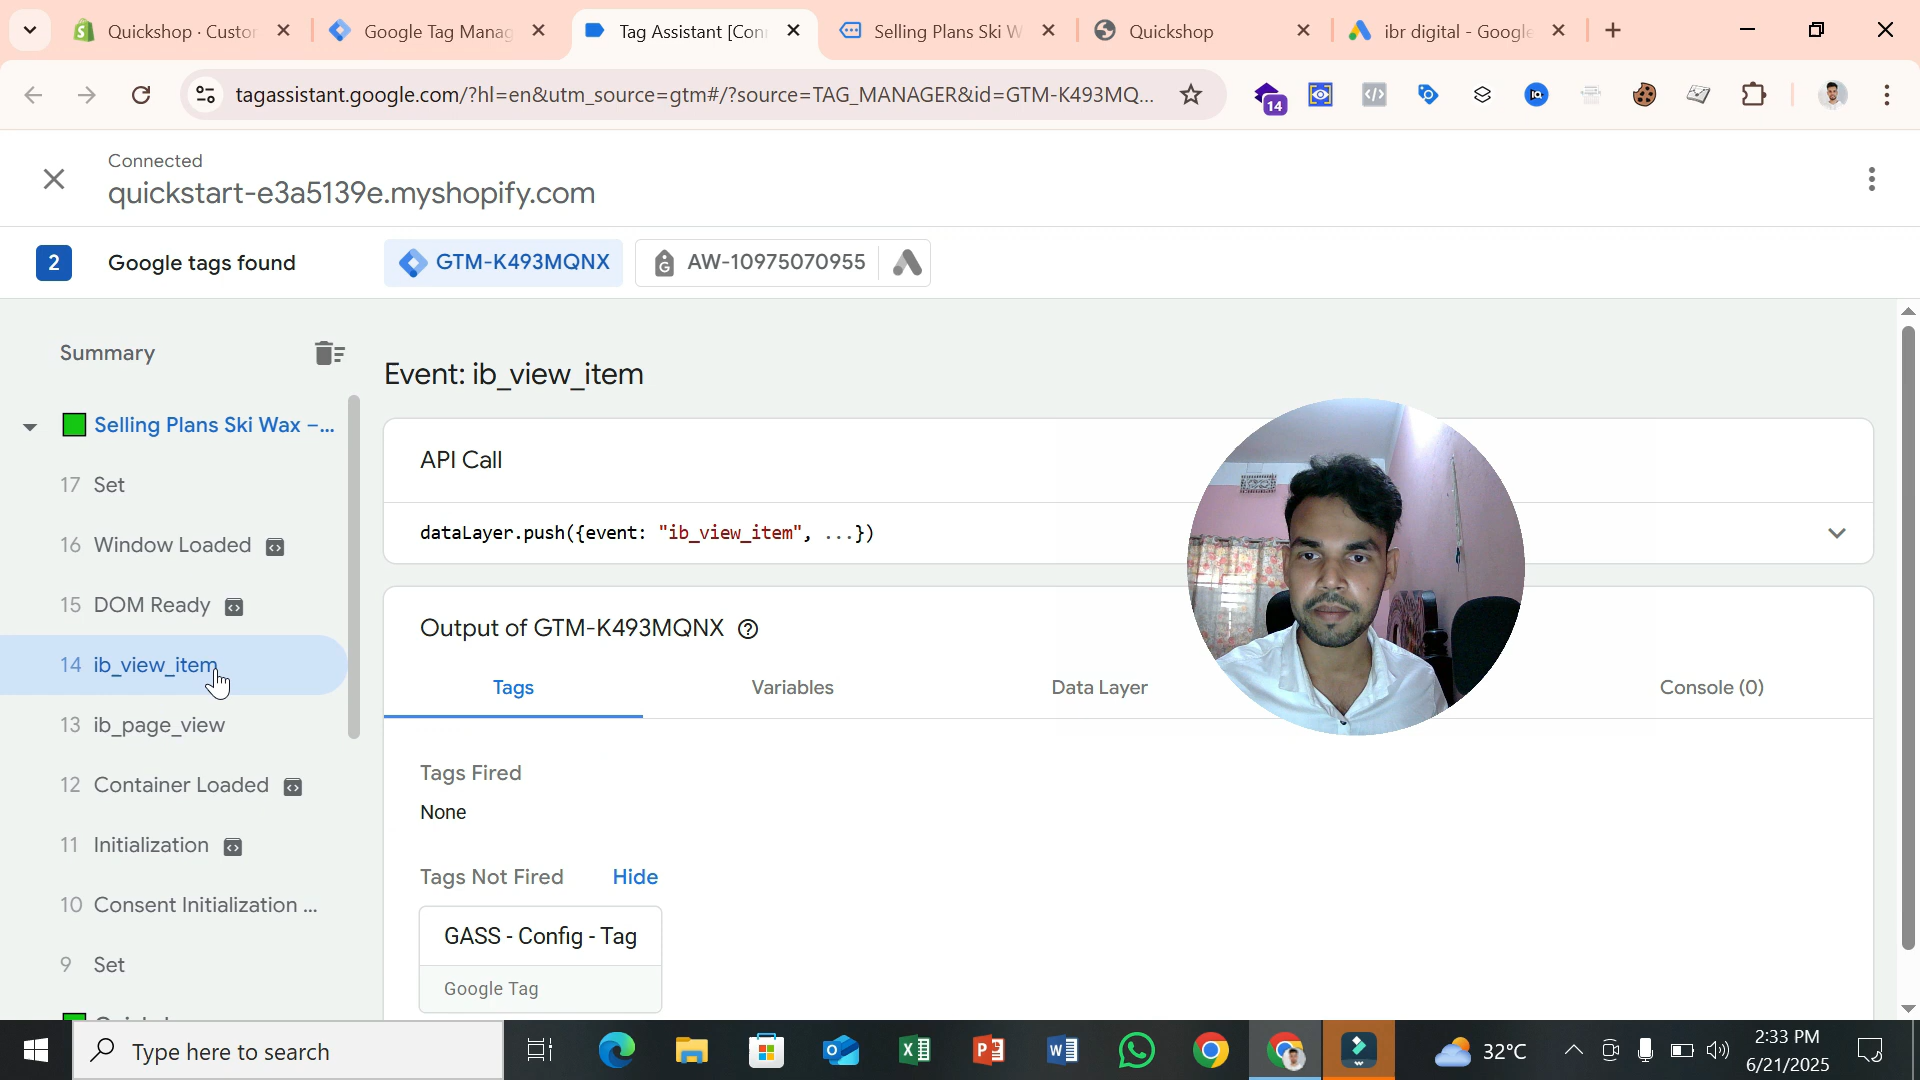 Quickshop · Custor
Google Tag Manag
Tag Assistant [Con
Selling Plans Ski W
Quickshop
ibr digital - Google
tagassistant.google.com/?hl=en&utm_source=gtm#/?source=TAG_MANAGER&id=GTM-K493MQ...
14
Connected
quickstart-e3a5139e.myshopify.com
2
Google tags found
GTM-K493MQNX
AW-10975070955
Summary
Selling Plans Ski Wax –...
17 Set
16 Window Loaded
15 DOM Ready
14 ib_view_item
13 ib_page_view
12 Container Loaded
11 Initialization
10 Consent Initialization ...
9 Set
Event: ib_view_item
API Call
dataLayer.push({event: "ib_view_item", ...})
Output of GTM-K493MQNX
Tags
Variables
Data Layer
Console (0)
Tags Fired
None
Tags Not Fired
Hide
GASS - Config - Tag
Google Tag
Type here to search
32°C
2:33 PM
6/21/2025